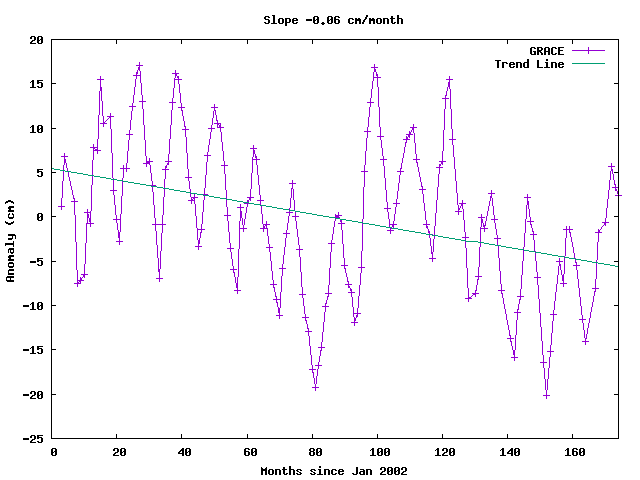 Slope -0.06 cm/month
GRACE
Trend Line
20
15
10
5
0
-5
-10
-15
-20
-25
Anomaly (cm)
0 20 40 60 80 100 120 140 160
Months since Jan 2002